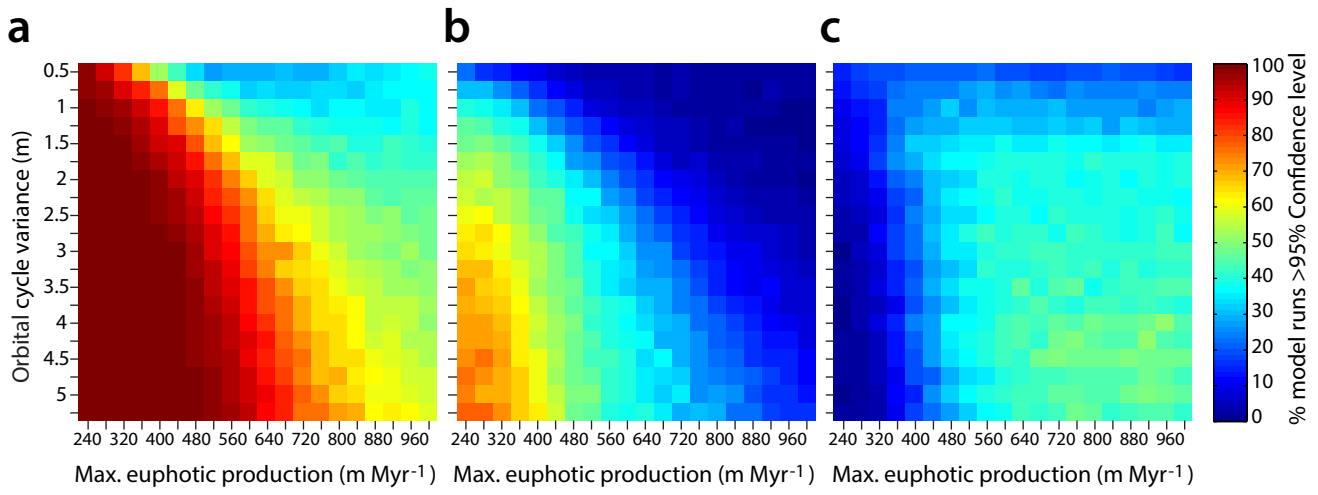 a
b
c
0.5
1
1.5
2
2.5
3
3.5
4
4.5
5
Orbital cycle variance (m)
240 320 400 480 560 640 720 800 880 960
240 320 400 480 560 640 720 800 880 960
240 320 400 480 560 640 720 800 880 960
Max. euphotic production (m Myr⁻¹)
Max. euphotic production (m Myr⁻¹)
Max. euphotic production (m Myr⁻¹)
100
90
80
70
60
50
40
30
20
10
0
% model runs >95% Confidence level